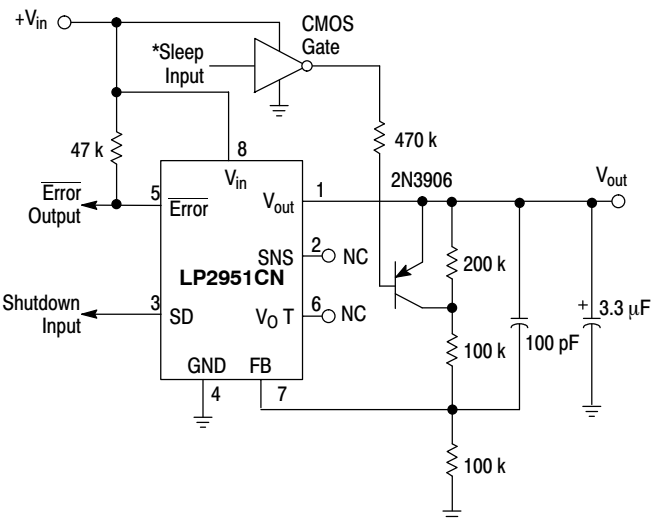 +Vin
CMOS
Gate
*Sleep
Input
470 k
47 k
8
2N3906
Vout
Vin
Error
Output
5
Error
Vout
1
SNS
2
NC
200 k
LP2951CN
Shutdown
Input
3
SD
VO T
6
NC
100 k
100 pF
+
3.3 µF
GND
FB
4
7
100 k